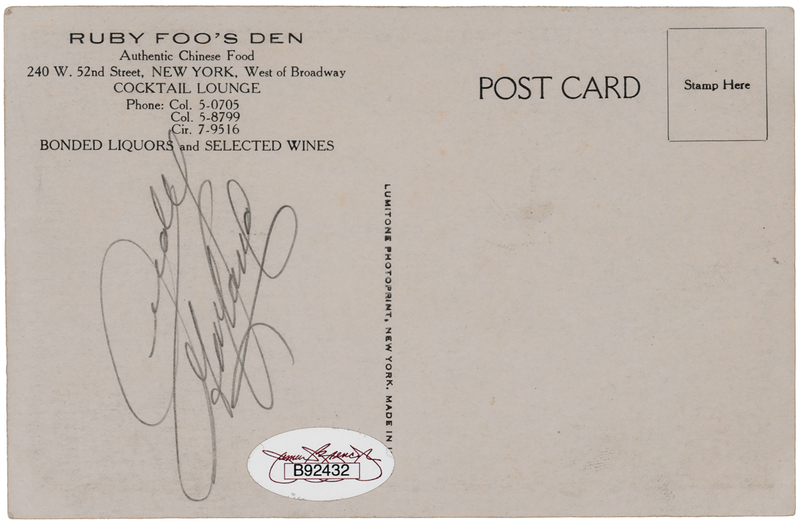 RUBY FOO'S DEN
Authentic Chinese Food
240 W. 52nd Street, NEW YORK, West of Broadway
COCKTAIL LOUNGE
Phone: Col. 5-0705
Col. 5-8799
Cir. 7-9516
BONDED LIQUORS and SELECTED WINES
POST CARD
Stamp Here
Judy
Garland
LUMITONE PHOTOPRINT, NEW YORK. MADE IN
B92432